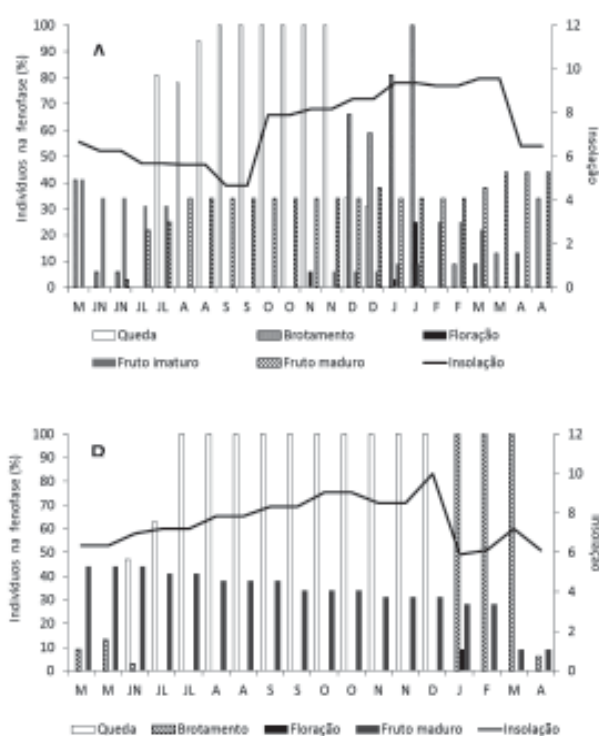 100 12
A
90
10
80
70
8
60
50
6
40
4
30
20
2
10
0 0
M JN JN JL JL A A S S O O N N D D J J F F M M A A
Indivíduos na fenofase (%)
Insolação
Queda Brotamento Floração
Fruto imaturo Fruto maduro Insolação
100 12
D
90
10
80
70
8
60
50
6
40
4
30
20
2
10
0 0
M M JN JL JL A A S S O O N N D J F M A
Indivíduos na fenofase (%)
Insolação
Queda Brotamento Floração Fruto maduro Insolação